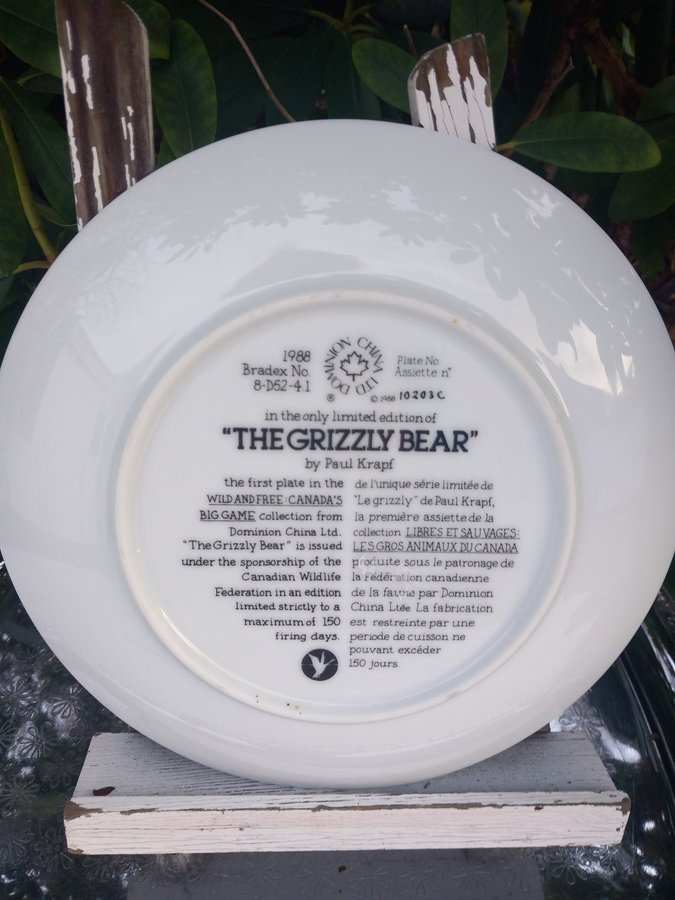 1988
Bradex No.
8-D52-4.1
DOMINION CHINA LTD
®
© 1988
Plate No.
Assiette n°
10203C
in the only limited edition of
"THE GRIZZLY BEAR"
by Paul Krapf
the first plate in the
WILD AND FREE: CANADA'S
BIG GAME collection from
Dominion China Ltd.
"The Grizzly Bear" is issued
under the sponsorship of the
Canadian Wildlife
Federation in an edition
limited strictly to a
maximum of 150
firing days.
de l'unique série limitée de
"Le grizzly" de Paul Krapf,
la première assiette de la
collection LIBRES ET SAUVAGES:
LES GROS ANIMAUX DU CANADA
produite sous le patronage de
la Fédération canadienne
de la faune par Dominion
China Ltée. La fabrication
est restreinte par une
période de cuisson ne
pouvant excéder
150 jours.